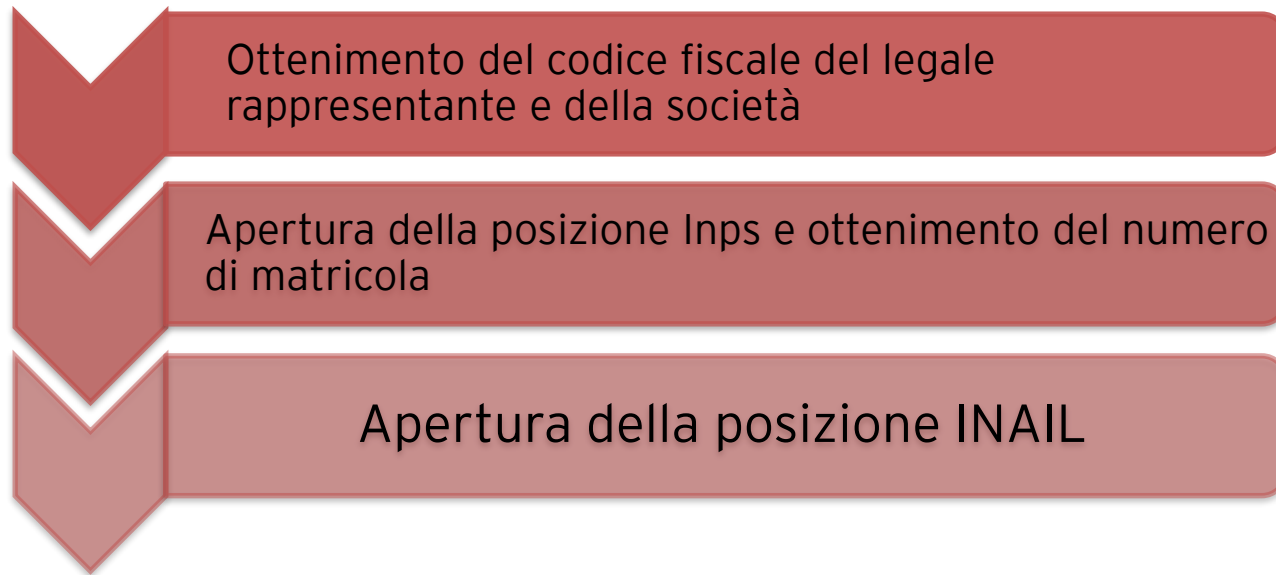 Ottenimento del codice fiscale del legale
rappresentante e della società
Apertura della posizione Inps e ottenimento del numero
di matricola
Apertura della posizione INAIL